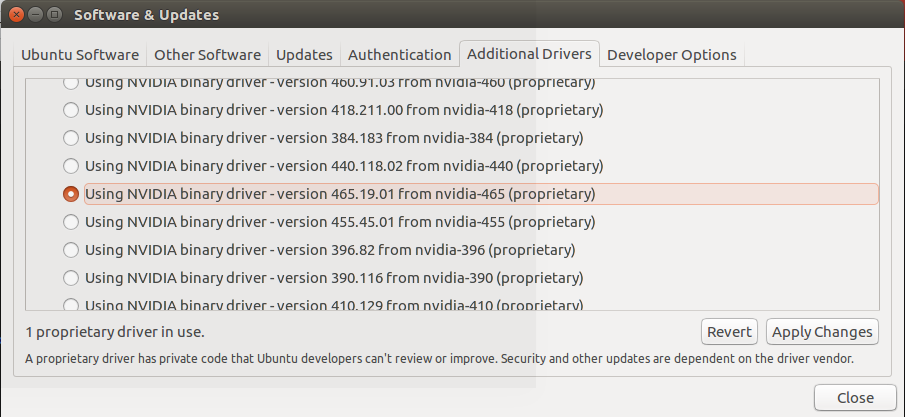 Software & Updates
Ubuntu Software Other Software Updates Authentication Additional Drivers Developer Options
Using NVIDIA binary driver - version 460.91.03 from nvidia-460 (proprietary)
Using NVIDIA binary driver - version 418.211.00 from nvidia-418 (proprietary)
Using NVIDIA binary driver - version 384.183 from nvidia-384 (proprietary)
Using NVIDIA binary driver - version 440.118.02 from nvidia-440 (proprietary)
Using NVIDIA binary driver - version 465.19.01 from nvidia-465 (proprietary)
Using NVIDIA binary driver - version 455.45.01 from nvidia-455 (proprietary)
Using NVIDIA binary driver - version 396.82 from nvidia-396 (proprietary)
Using NVIDIA binary driver - version 390.116 from nvidia-390 (proprietary)
Using NVIDIA binary driver - version 410.129 from nvidia-410 (proprietary)
1 proprietary driver in use.
Revert Apply Changes
A proprietary driver has private code that Ubuntu developers can't review or improve. Security and other updates are dependent on the driver vendor.
Close